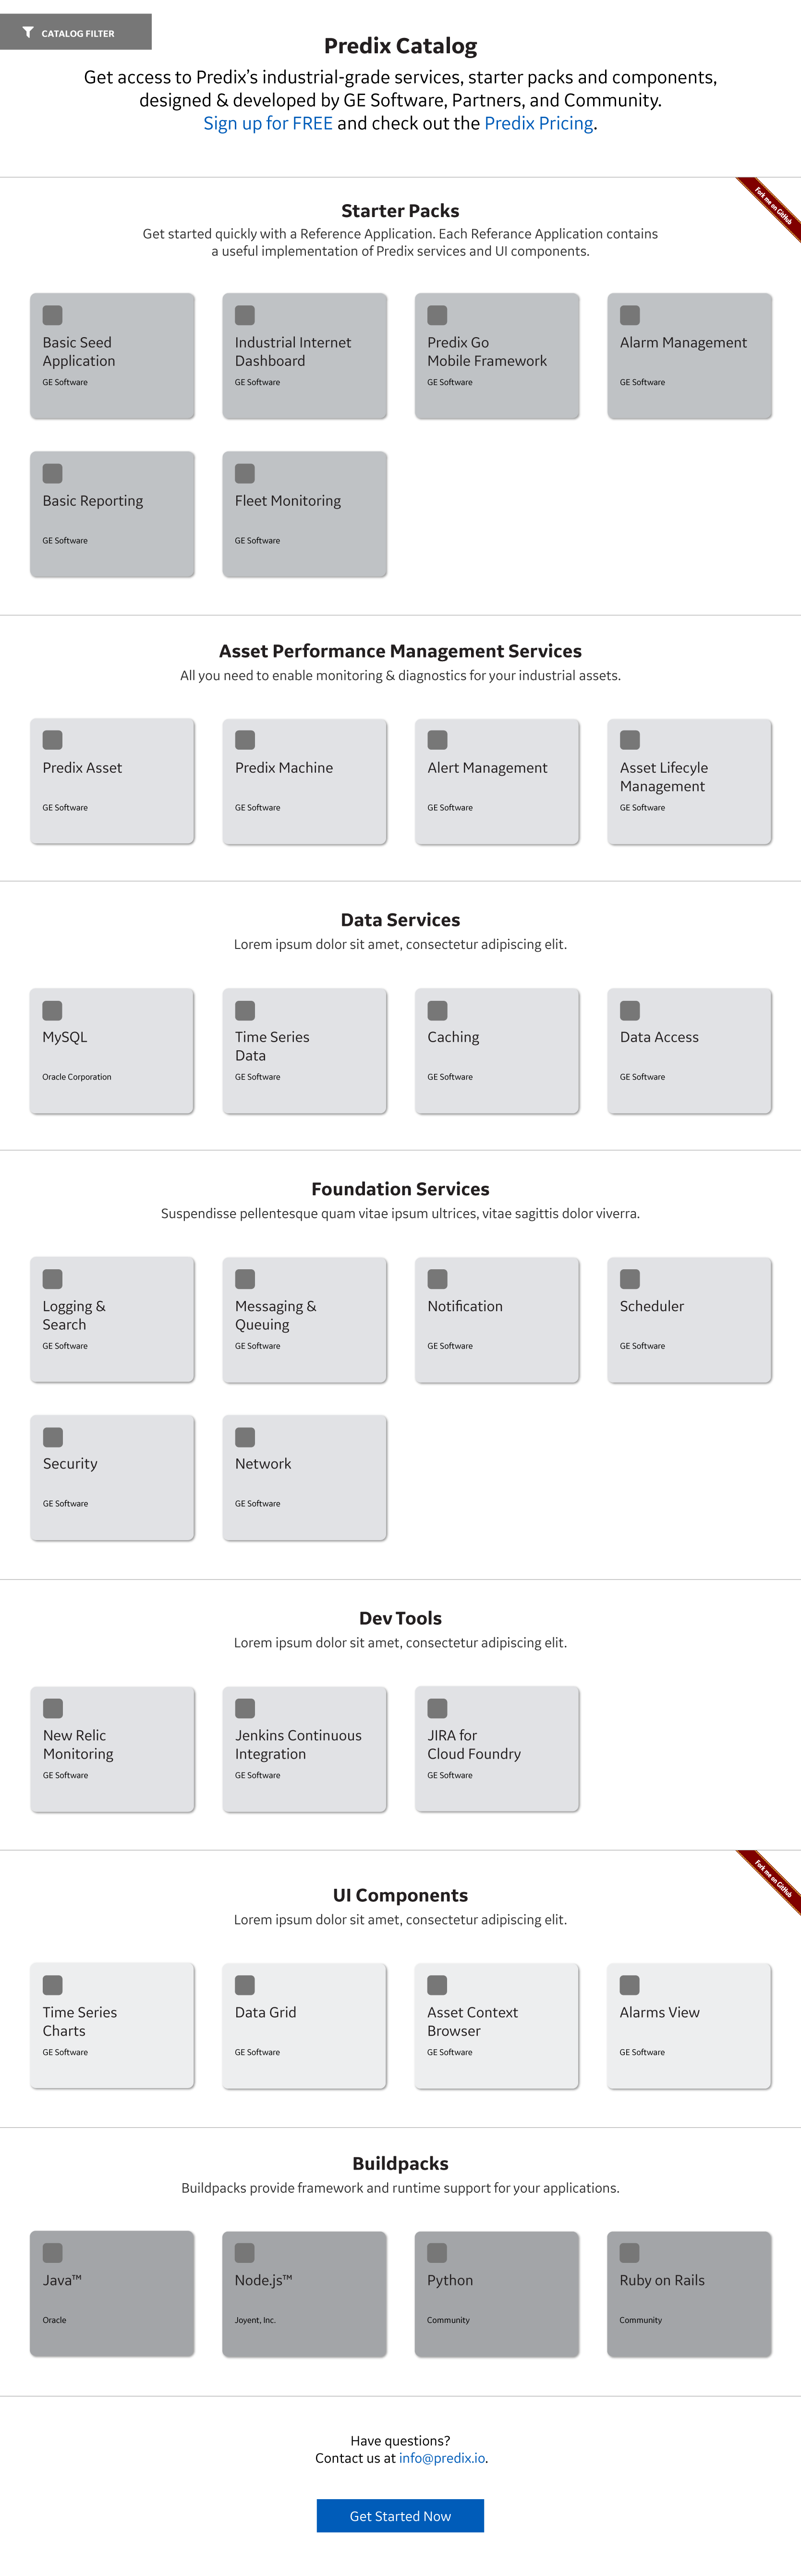 CATALOG FILTER
Predix Catalog
Get access to Predix’s industrial-grade services, starter packs and components,
designed & developed by GE Software, Partners, and Community.
Sign up for FREE and check out the Predix Pricing.
Fork me on GitHub
Starter Packs
Get started quickly with a Reference Application. Each Referance Application contains
a useful implementation of Predix services and UI components.
Basic Seed
Application
GE Software
Industrial Internet
Dashboard
GE Software
Predix Go
Mobile Framework
GE Software
Alarm Management
GE Software
Basic Reporting
GE Software
Fleet Monitoring
GE Software
Asset Performance Management Services
All you need to enable monitoring & diagnostics for your industrial assets.
Predix Asset
GE Software
Predix Machine
GE Software
Alert Management
GE Software
Asset Lifecyle
Management
GE Software
Data Services
Lorem ipsum dolor sit amet, consectetur adipiscing elit.
MySQL
Oracle Corporation
Time Series
Data
GE Software
Caching
GE Software
Data Access
GE Software
Foundation Services
Suspendisse pellentesque quam vitae ipsum ultrices, vitae sagittis dolor viverra.
Logging &
Search
GE Software
Messaging &
Queuing
GE Software
Notification
GE Software
Scheduler
GE Software
Security
GE Software
Network
GE Software
Dev Tools
Lorem ipsum dolor sit amet, consectetur adipiscing elit.
New Relic
Monitoring
GE Software
Jenkins Continuous
Integration
GE Software
JIRA for
Cloud Foundry
GE Software
Fork me on GitHub
UI Components
Lorem ipsum dolor sit amet, consectetur adipiscing elit.
Time Series
Charts
GE Software
Data Grid
GE Software
Asset Context
Browser
GE Software
Alarms View
GE Software
Buildpacks
Buildpacks provide framework and runtime support for your applications.
Java™
Oracle
Node.js™
Joyent, Inc.
Python
Community
Ruby on Rails
Community
Have questions?
Contact us at info@predix.io.
Get Started Now